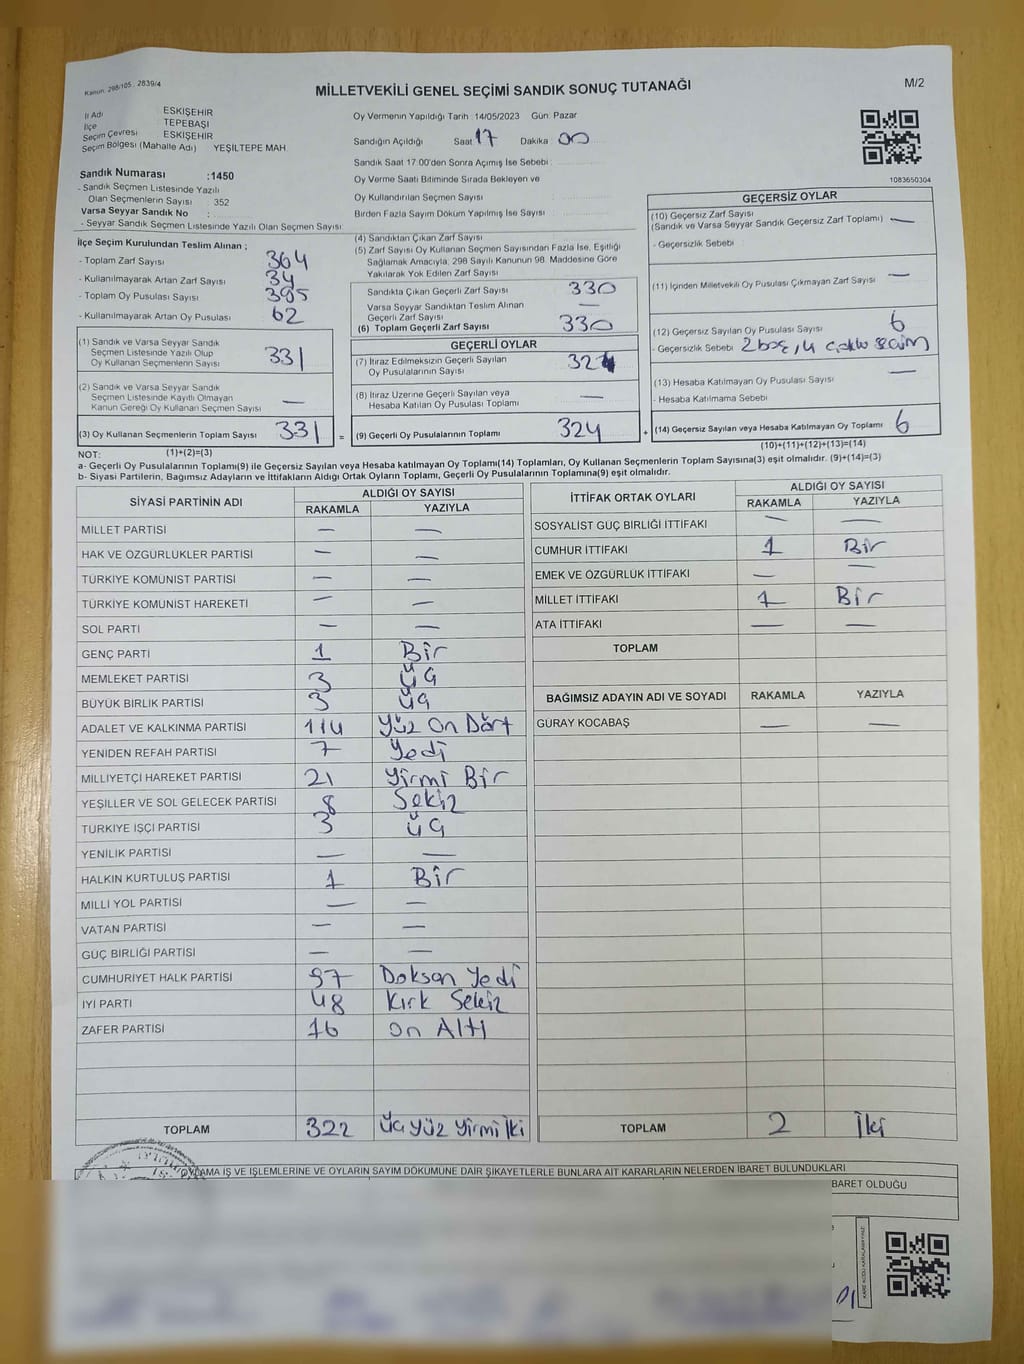 Kanun: 298/105 2839/4
MİLLETVEKİLİ GENEL SEÇİMİ SANDIK SONUÇ TUTANAĞI
M/2
İl Adı ESKİŞEHİR
İlçe TEPEBAŞI
Seçim Çevresi ESKİŞEHİR
Seçim Bölgesi (Mahalle Adı) YEŞİLTEPE MAH.
Sandık Numarası :1450
- Sandık Seçmen Listesinde Yazılı
Olan Seçmenlerin Sayısı : 352
Varsa Seyyar Sandık No :
- Seyyar Sandık Seçmen Listesinde Yazılı Olan Seçmen Sayısı:
Oy Vermenin Yapıldığı Tarih :14/05/2023 Gün: Pazar
Sandığın Açıldığı Saat 17 Dakika 00
Sandık Saat 17:00'den Sonra Açımış İse Sebebi :
Oy Verme Saati Bitiminde Sırada Bekleyen ve
Oy Kullandırılan Seçmen Sayısı
Birden Fazla Sayım Döküm Yapılmış İse Sayısı :
1083650304
İlçe Seçim Kurulundan Teslim Alınan ;
- Toplam Zarf Sayısı 364
- Kullanılmayarak Artan Zarf Sayısı 34
- Toplam Oy Pusulası Sayısı 395
- Kullanılmayarak Artan Oy Pusulası 62
(1) Sandık ve Varsa Seyyar Sandık
Seçmen Listesinde Yazılı Olup
Oy Kullanan Seçmenlerin Sayısı 331
(2) Sandık ve Varsa Seyyar Sandık
Seçmen Listesinde Kayıtlı Olmayan
Kanun Gereği Oy Kullanan Seçmen Sayısı —
(3) Oy Kullanan Seçmenlerin Toplam Sayısı 331
(1)+(2)=(3)
(4) Sandıktan Çıkan Zarf Sayısı
(5) Zarf Sayısı Oy Kullanan Seçmen Sayısından Fazla İse, Eşitliği
Sağlamak Amacıyla, 298 Sayılı Kanunun 98. Maddesine Göre
Yakılarak Yok Edilen Zarf Sayısı
Sandıkta Çıkan Geçerli Zarf Sayısı 330
Varsa Seyyar Sandıktan Teslim Alınan
Geçerli Zarf Sayısı —
(6) Toplam Geçerli Zarf Sayısı 330
GEÇERLİ OYLAR
(7) İtiraz Edilmeksizin Geçerli Sayılan
Oy Pusulalarının Sayısı 324
(8) İtiraz Üzerine Geçerli Sayılan veya
Hesaba Katılan Oy Pusulası Toplamı —
= (9) Geçerli Oy Pusulalarının Toplamı 324 +
GEÇERSİZ OYLAR
(10) Geçersiz Zarf Sayısı
(Sandık ve Varsa Seyyar Sandık Geçersiz Zarf Toplamı) —
- Geçersizlik Sebebi
(11) İçinden Milletvekili Oy Pusulası Çıkmayan Zarf Sayısı —
(12) Geçersiz Sayılan Oy Pusulası Sayısı 6
- Geçersizlik Sebebi 2 boş, 4
(13) Hesaba Katılmayan Oy Pusulası Sayısı —
- Hesaba Katılmama Sebebi
(14) Geçersiz Sayılan veya Hesaba Katılmayan Oy Toplamı 6
(10)+(11)+(12)+(13)=(14)
NOT:
a- Geçerli Oy Pusulalarının Toplamı(9) ile Geçersiz Sayılan veya Hesaba katılmayan Oy Toplamı(14) Toplamları, Oy Kullanan Seçmenlerin Toplam Sayısına(3) eşit olmalıdır. (9)+(14)=(3)
b- Siyasi Partilerin, Bağımsız Adayların ve İttifakların Aldığı Ortak Oyların Toplamı, Geçerli Oy Pusulalarının Toplamına(9) eşit olmalıdır.
SİYASİ PARTİNİN ADI ALDIĞI OY SAYISI
RAKAMLA YAZIYLA
MİLLET PARTİSİ — —
HAK VE ÖZGÜRLÜKLER PARTİSİ — —
TÜRKİYE KOMÜNİST PARTİSİ — —
TÜRKİYE KOMÜNİST HAREKETİ — —
SOL PARTİ — —
GENÇ PARTİ 1 Bir
MEMLEKET PARTİSİ 3 Üç
BÜYÜK BİRLİK PARTİSİ 3 Üç
ADALET VE KALKINMA PARTİSİ 114 Yüz On Dört
YENİDEN REFAH PARTİSİ 7 Yedi
MİLLİYETÇİ HAREKET PARTİSİ 21 Yirmi Bir
YEŞİLLER VE SOL GELECEK PARTİSİ 8 Sekiz
TÜRKİYE İŞÇİ PARTİSİ 3 Üç
YENİLİK PARTİSİ — —
HALKIN KURTULUŞ PARTİSİ 1 Bir
MİLLİ YOL PARTİSİ — —
VATAN PARTİSİ — —
GÜÇ BİRLİĞİ PARTİSİ — —
CUMHURİYET HALK PARTİSİ 97 Doksan Yedi
İYİ PARTİ 48 Kırk Sekiz
ZAFER PARTİSİ 16 On Altı
TOPLAM 322 Üç Yüz Yirmi İki
İTTİFAK ORTAK OYLARI ALDIĞI OY SAYISI
RAKAMLA YAZIYLA
SOSYALİST GÜÇ BİRLİĞİ İTTİFAKI — —
CUMHUR İTTİFAKI 1 Bir
EMEK VE ÖZGÜRLÜK İTTİFAKI — —
MİLLET İTTİFAKI 1 Bir
ATA İTTİFAKI — —
TOPLAM
BAĞIMSIZ ADAYIN ADI VE SOYADI RAKAMLA YAZIYLA
GÜRAY KOCABAŞ — —
TOPLAM 2 İki
OYLAMA İŞ VE İŞLEMLERİNE VE OYLARIN SAYIM DÖKÜMÜNE DAİR ŞİKAYETLERLE BUNLARA AİT KARARLARIN NELERDEN İBARET BULUNDUKLARI
BARET OLDUĞU